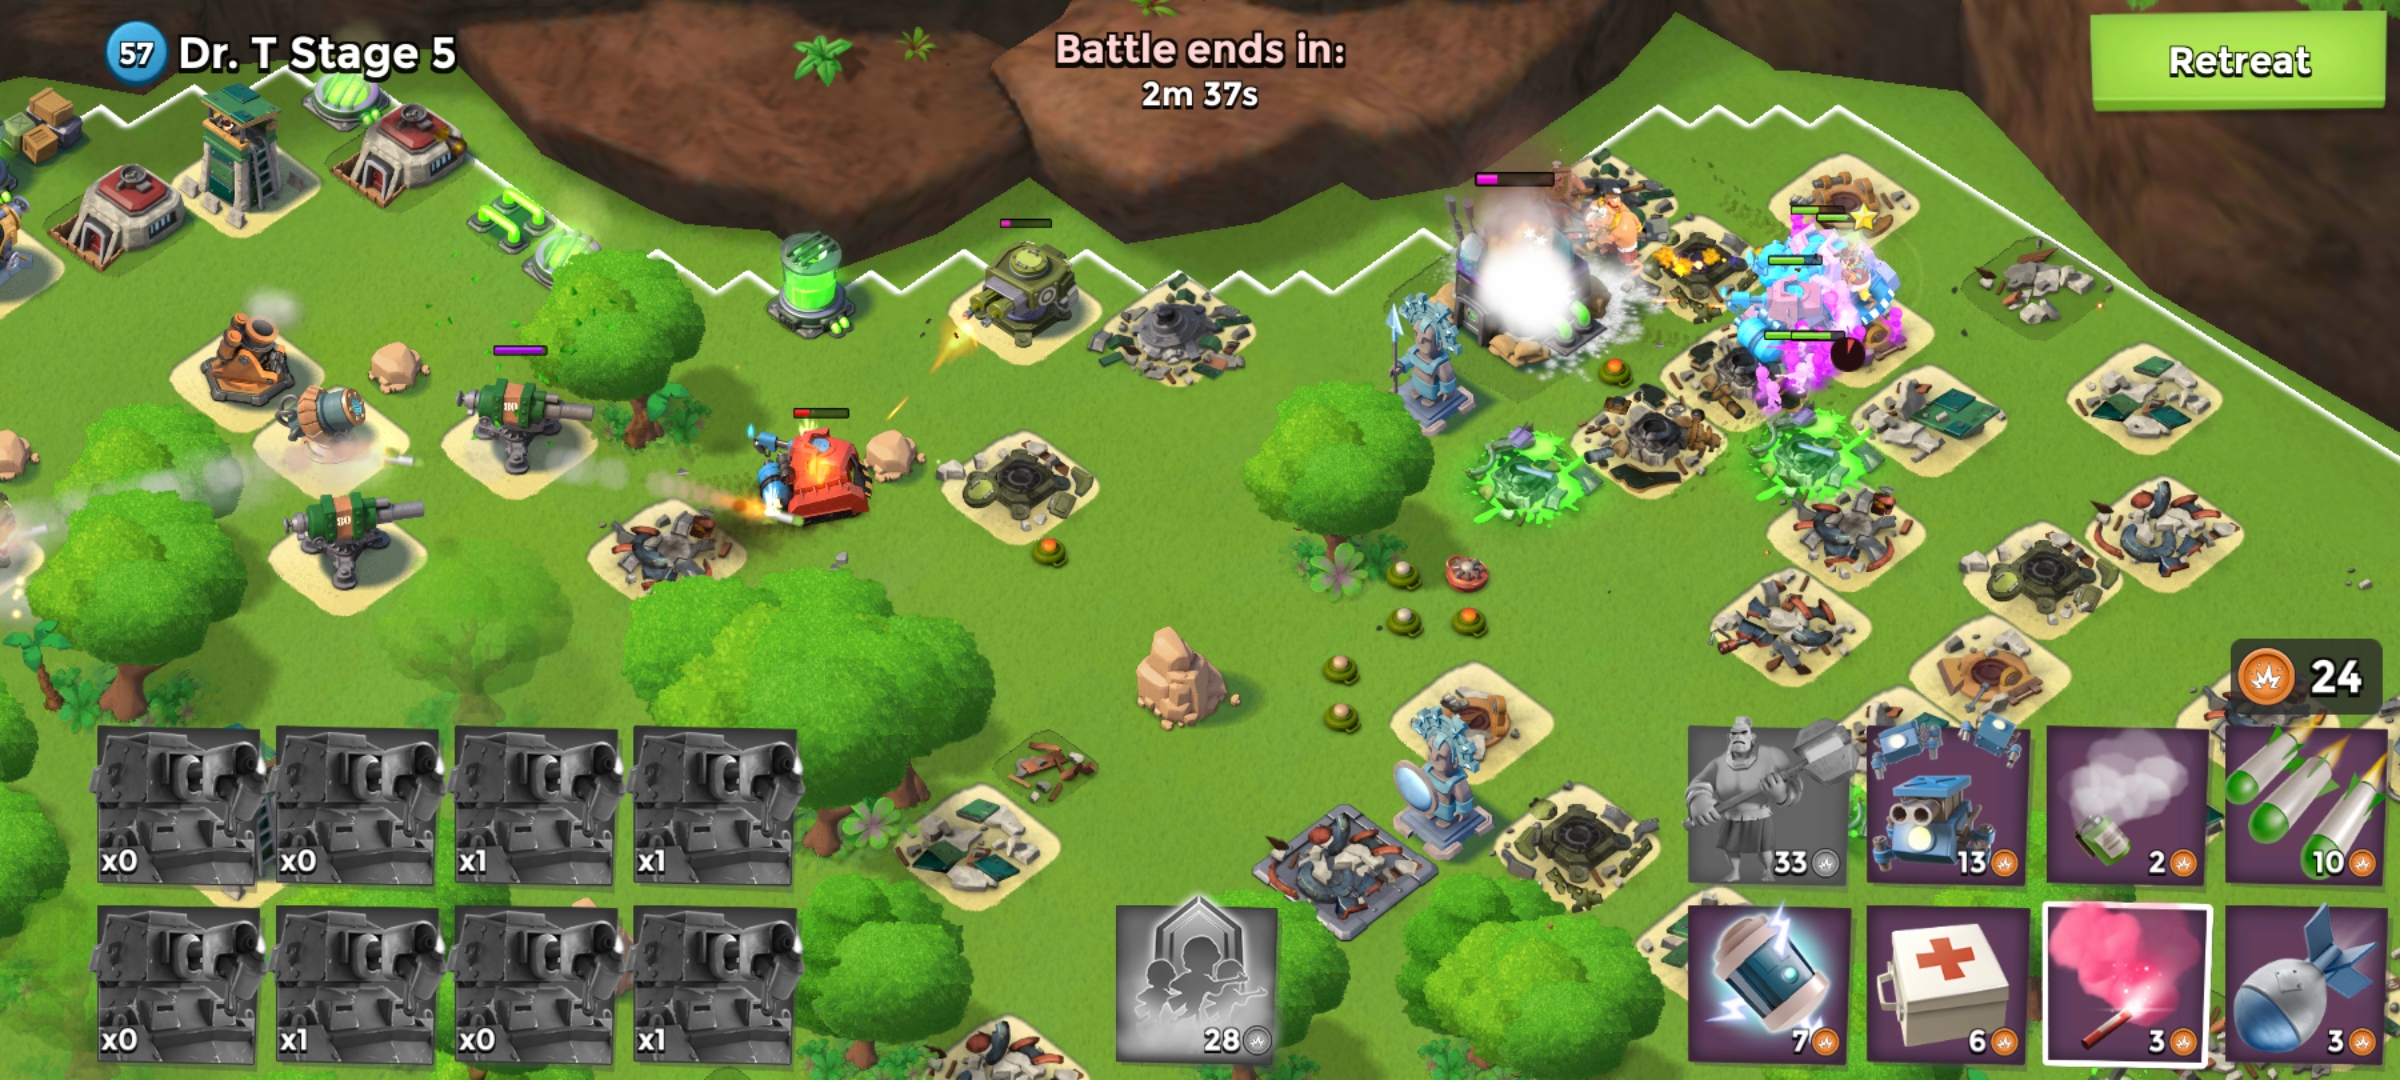 57 Dr. T Stage 5
Battle ends in:
2m 37s
Retreat
24
x0
x0
x1
x1
33
13
2
10
x0
x1
x0
x1
28
7
6
3
3